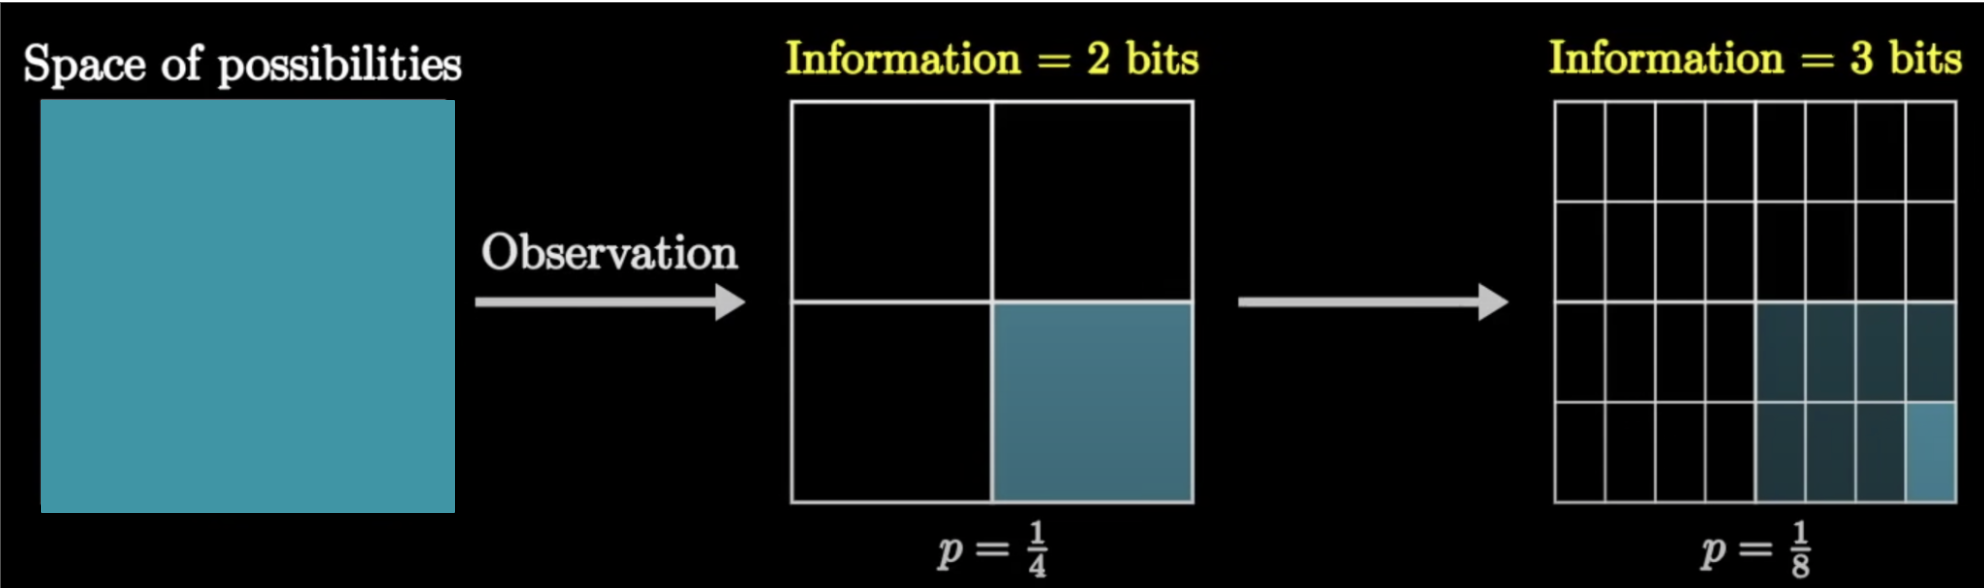 Space of possibilities
Information = 2 bits
Information = 3 bits
Observation
p = 1/4
p = 1/8